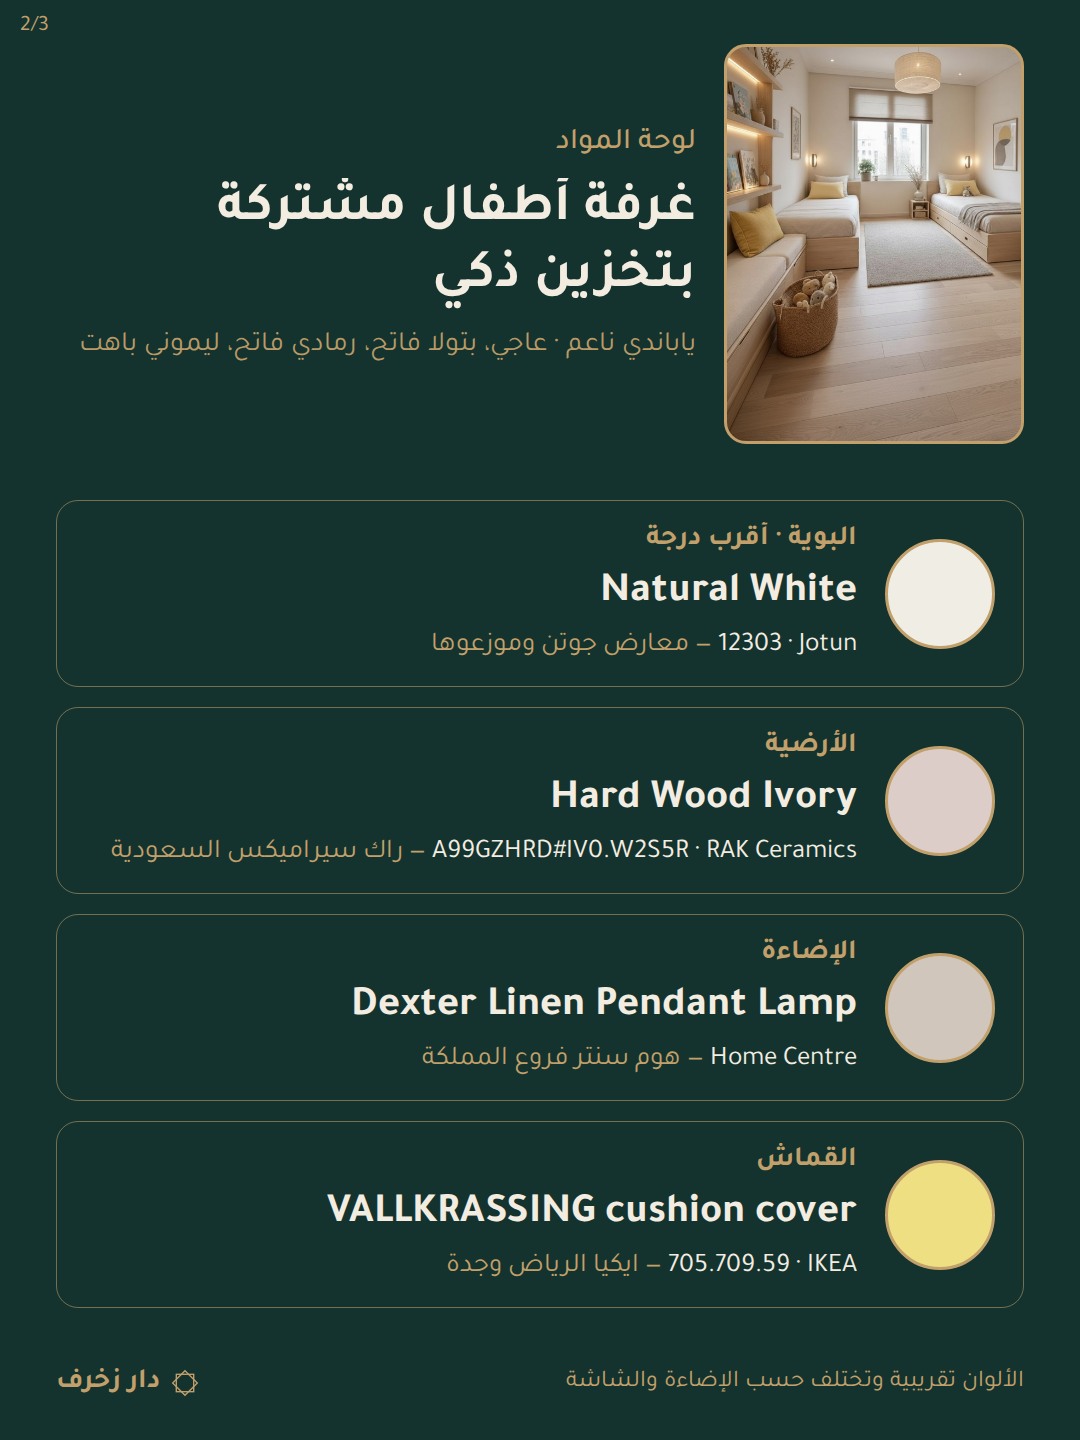 2/3
لوحة المواد
غرفة أطفال مشتركة
بتخزين ذكي
ياباندي ناعم · عاجي، بتولا فاتح، رمادي فاتح، ليموني باهت
البوية · أقرب درجة
Natural White
12303 · Jotun – معارض جوتن وموزعوها
الأرضية
Hard Wood Ivory
A99GZHRD#IV0.W2S5R · RAK Ceramics – راك سيراميكس السعودية
الإضاءة
Dexter Linen Pendant Lamp
Home Centre – هوم سنتر فروع المملكة
القماش
VALLKRASSING cushion cover
705.709.59 · IKEA – ايكيا الرياض وجدة
الألوان تقريبية وتختلف حسب الإضاءة والشاشة
دار زخرف